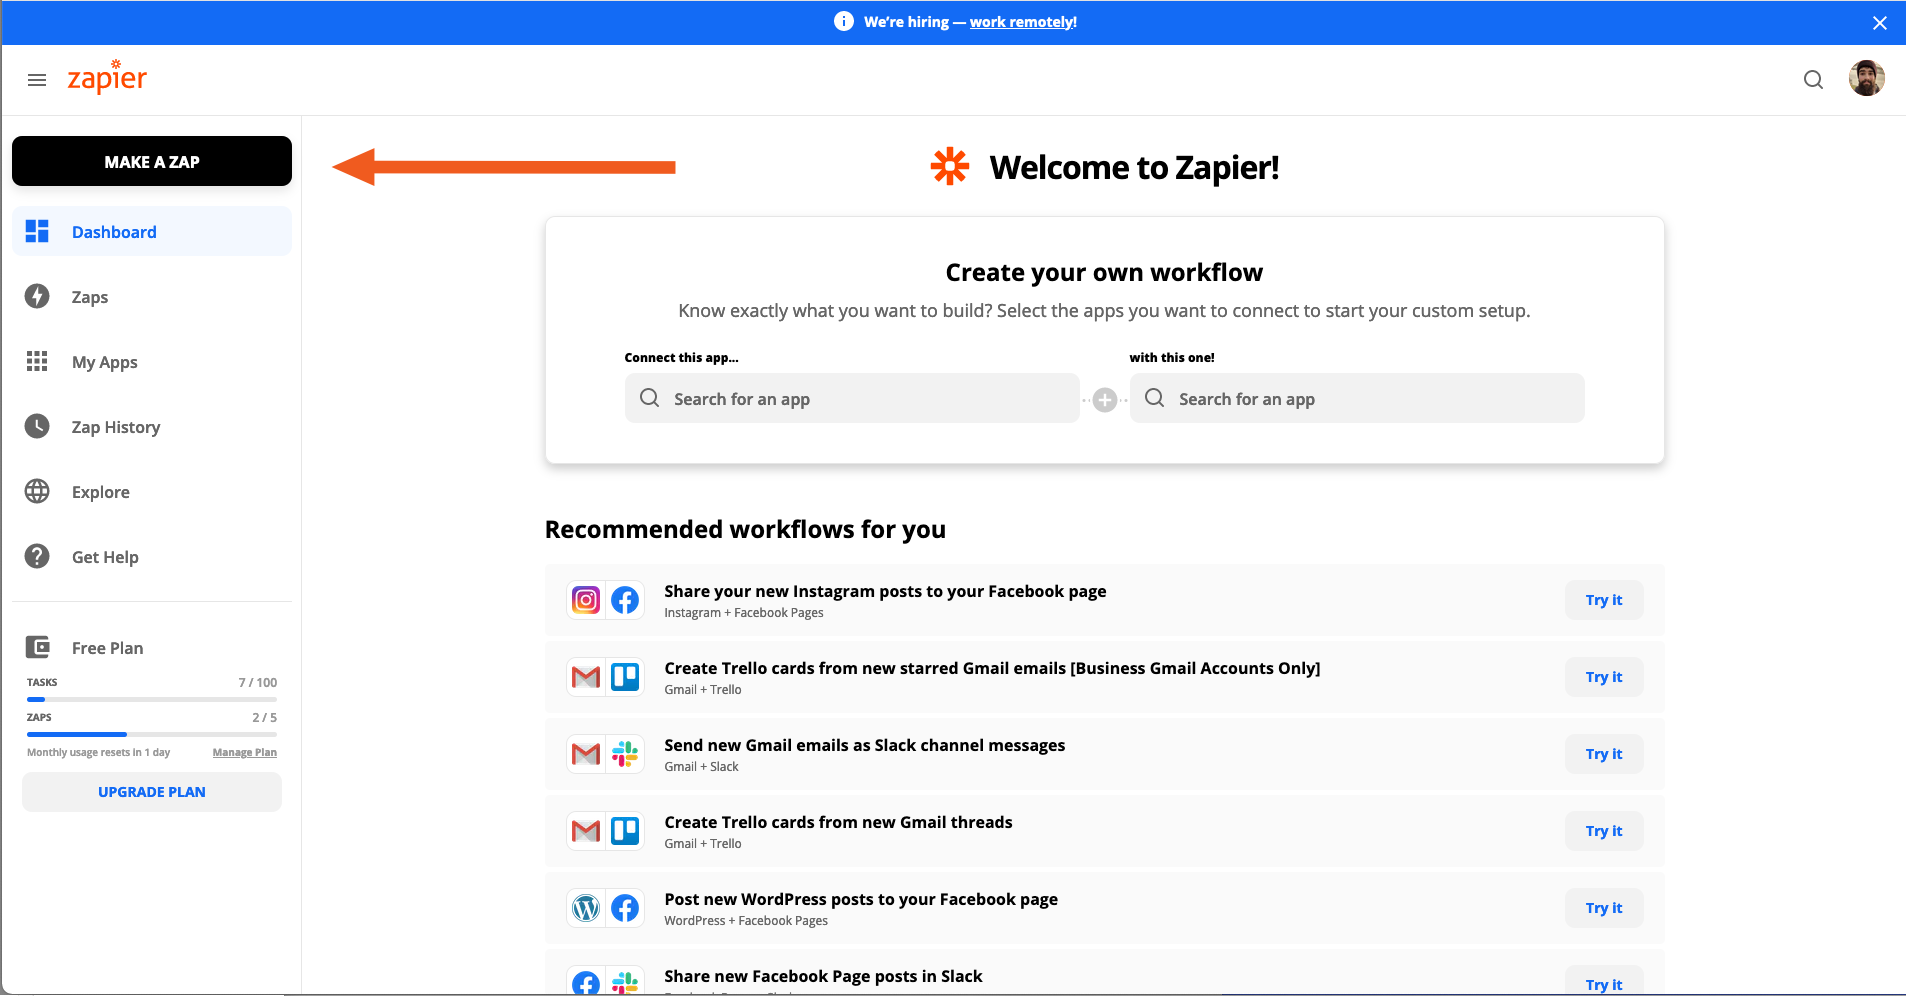 We're hiring — work remotely!
zapier
MAKE A ZAP
Dashboard
Zaps
My Apps
Zap History
Explore
Get Help
Free Plan
TASKS 7 / 100
ZAPS 2 / 5
Monthly usage resets in 1 day Manage Plan
UPGRADE PLAN
Welcome to Zapier!
Create your own workflow
Know exactly what you want to build? Select the apps you want to connect to start your custom setup.
Connect this app... with this one!
Search for an app Search for an app
Recommended workflows for you
Share your new Instagram posts to your Facebook page
Instagram + Facebook Pages
Try it
Create Trello cards from new starred Gmail emails [Business Gmail Accounts Only]
Gmail + Trello
Try it
Send new Gmail emails as Slack channel messages
Gmail + Slack
Try it
Create Trello cards from new Gmail threads
Gmail + Trello
Try it
Post new WordPress posts to your Facebook page
WordPress + Facebook Pages
Try it
Share new Facebook Page posts in Slack
Try it